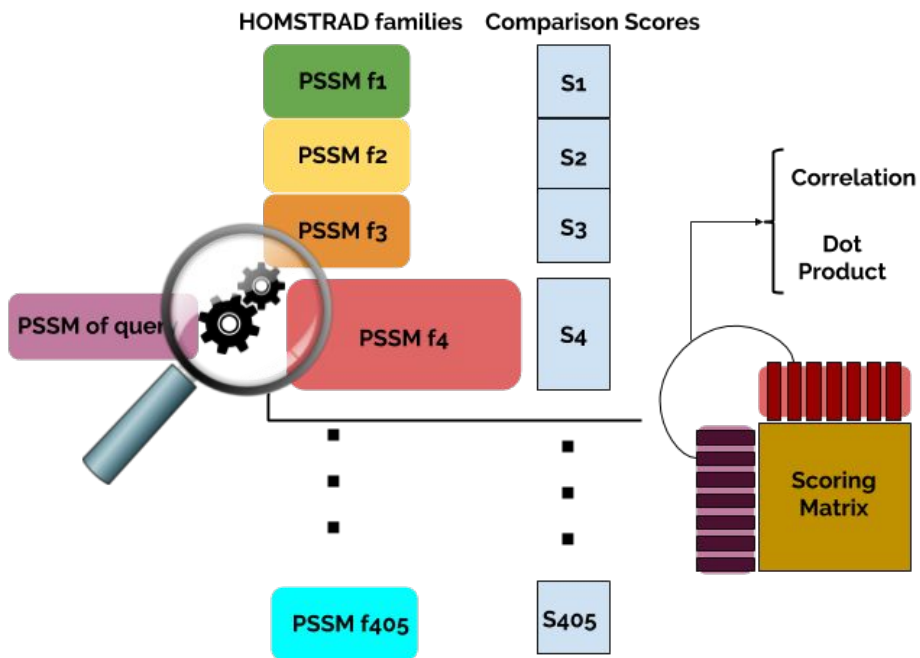 HOMSTRAD families
Comparison Scores
PSSM f1
S1
PSSM f2
S2
PSSM f3
S3
PSSM of query
PSSM f4
S4
PSSM f405
S405
Correlation
Dot
Product
Scoring
Matrix